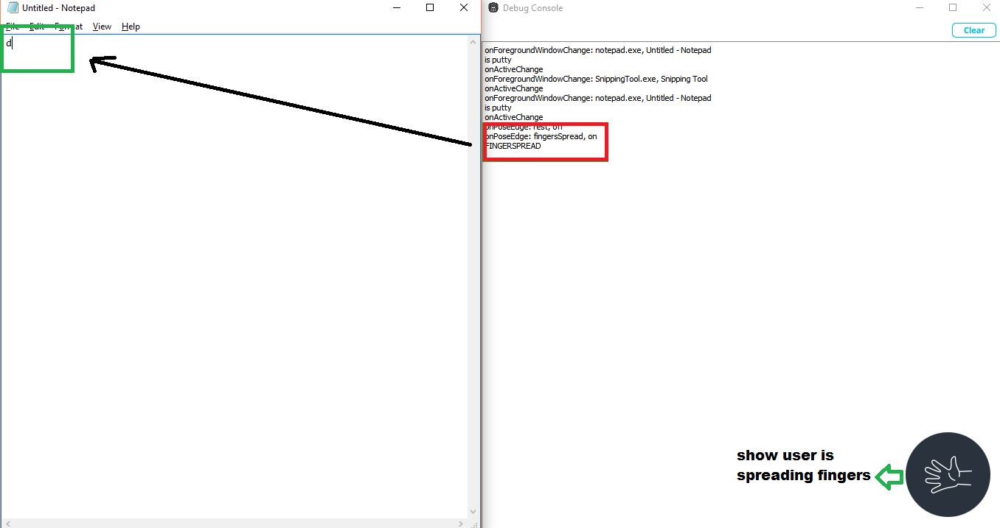 Untitled - Notepad
File Edit Format View Help
d
Debug Console
Clear
onForegroundWindowChange: notepad.exe, Untitled - Notepad
is putty
onActiveChange
onForegroundWindowChange: SnippingTool.exe, Snipping Tool
onActiveChange
onForegroundWindowChange: notepad.exe, Untitled - Notepad
is putty
onActiveChange
onPoseEdge: rest, off
onPoseEdge: fingersSpread, on
FINGERSPREAD
show user is
spreading fingers